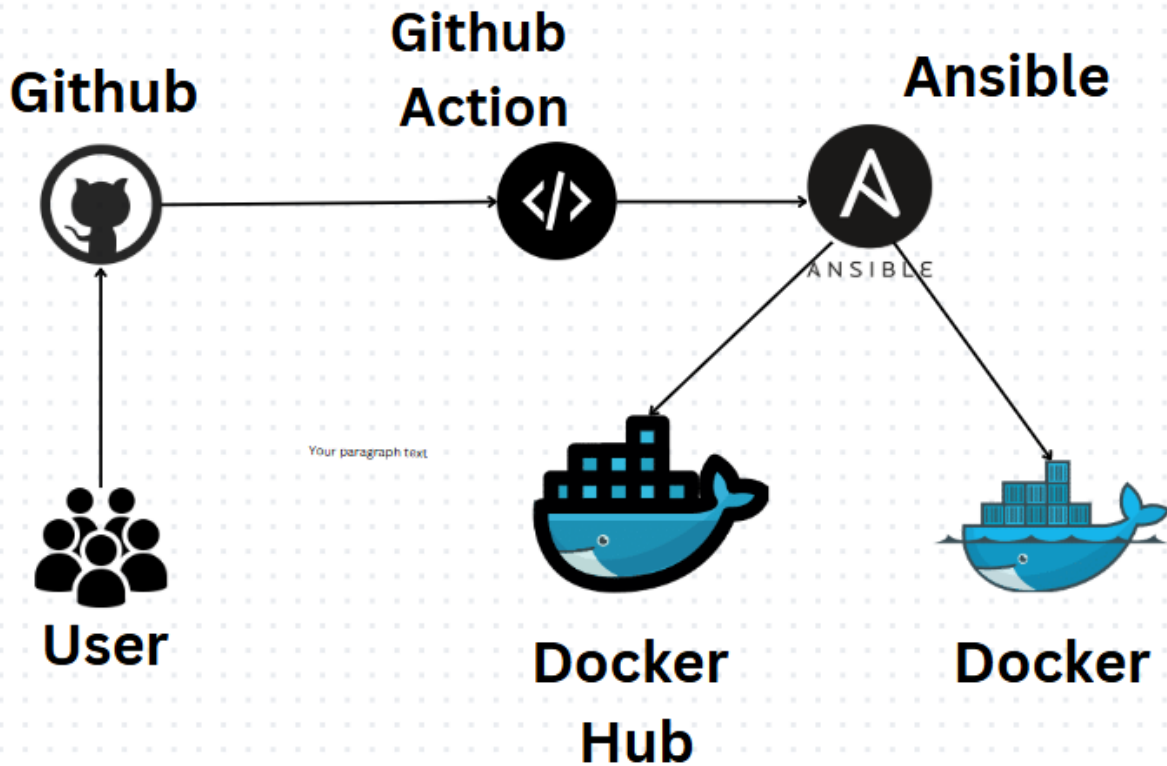 Github
Github
Action
Ansible
ANSIBLE
Your paragraph text
User
Docker
Hub
Docker